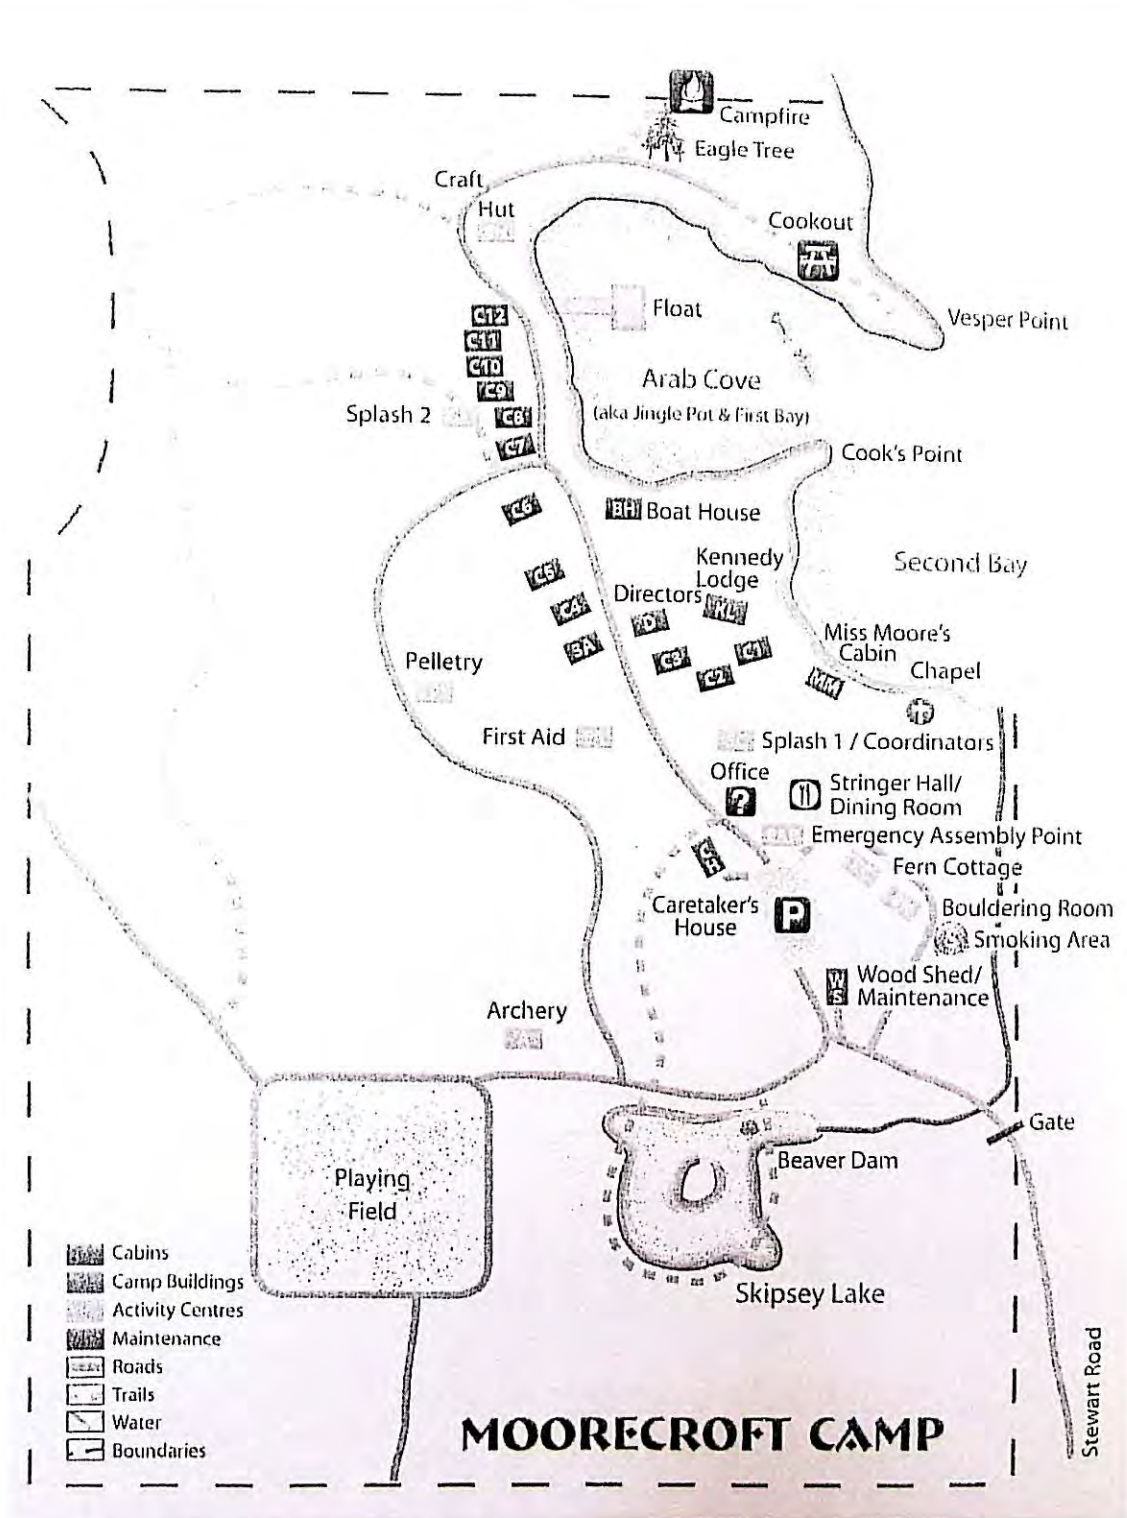 Campfire
Eagle Tree
Craft
Hut
Cookout
Float
Vesper Point
C12
C11
C10
C9
C8
C7
Arab Cove
(aka Jingle Pot & First Bay)
Splash 2
Cook's Point
C6
BH Boat House
Second Bay
Kennedy
Lodge
C5
Directors
KL
C4
D
Miss Moore's
Cabin
C1
Pelletry
C3
C2
MM
Chapel
First Aid
Splash 1 / Coordinators
Office
?
Stringer Hall/
Dining Room
Emergency Assembly Point
Fern Cottage
Caretaker's
House
P
Bouldering Room
Smoking Area
WS
Wood Shed/
Maintenance
Archery
Gate
Beaver Dam
Playing
Field
Skipsey Lake
Cabins
Camp Buildings
Activity Centres
Maintenance
Roads
Trails
Water
Boundaries
MOORECROFT CAMP
Stewart Road